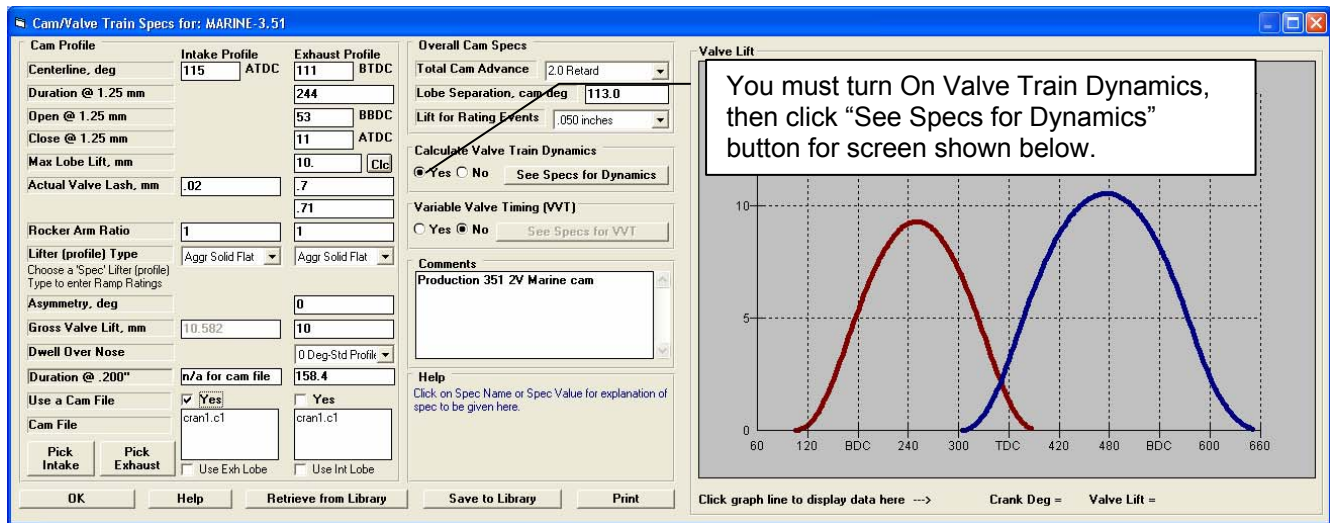 Cam/Valve Train Specs for: MARINE-3.51
Cam Profile
Intake Profile Exhaust Profile
Centerline, deg 115 ATDC 111 BTDC
Duration @ 1.25 mm 244
Open @ 1.25 mm 53 BBDC
Close @ 1.25 mm 11 ATDC
Max Lobe Lift, mm 10. Clc
Actual Valve Lash, mm .02 .7
.71
Rocker Arm Ratio 1 1
Lifter (profile) Type Aggr Solid Flat Aggr Solid Flat
Choose a 'Spec' Lifter (profile)
Type to enter Ramp Ratings
Asymmetry, deg 0
Gross Valve Lift, mm 10.582 10
Dwell Over Nose 0 Deg-Std Profile
Duration @ .200" n/a for cam file 158.4
Use a Cam File Yes Yes
Cam File cran1.c1 cran1.c1
Pick Intake Pick Exhaust
Use Exh Lobe Use Int Lobe
Overall Cam Specs
Total Cam Advance 2.0 Retard
Lobe Separation, cam deg 113.0
Lift for Rating Events .050 inches
Calculate Valve Train Dynamics
Yes No See Specs for Dynamics
Variable Valve Timing (VVT)
Yes No See Specs for VVT
Comments
Production 351 2V Marine cam
Help
Click on Spec Name or Spec Value for explanation of
spec to be given here.
OK Help Retrieve from Library Save to Library Print
Valve Lift
You must turn On Valve Train Dynamics,
then click “See Specs for Dynamics”
button for screen shown below.
10
5
0
60 120 BDC 240 300 TDC 420 480 BDC 600 660
Click graph line to display data here ---> Crank Deg = Valve Lift =